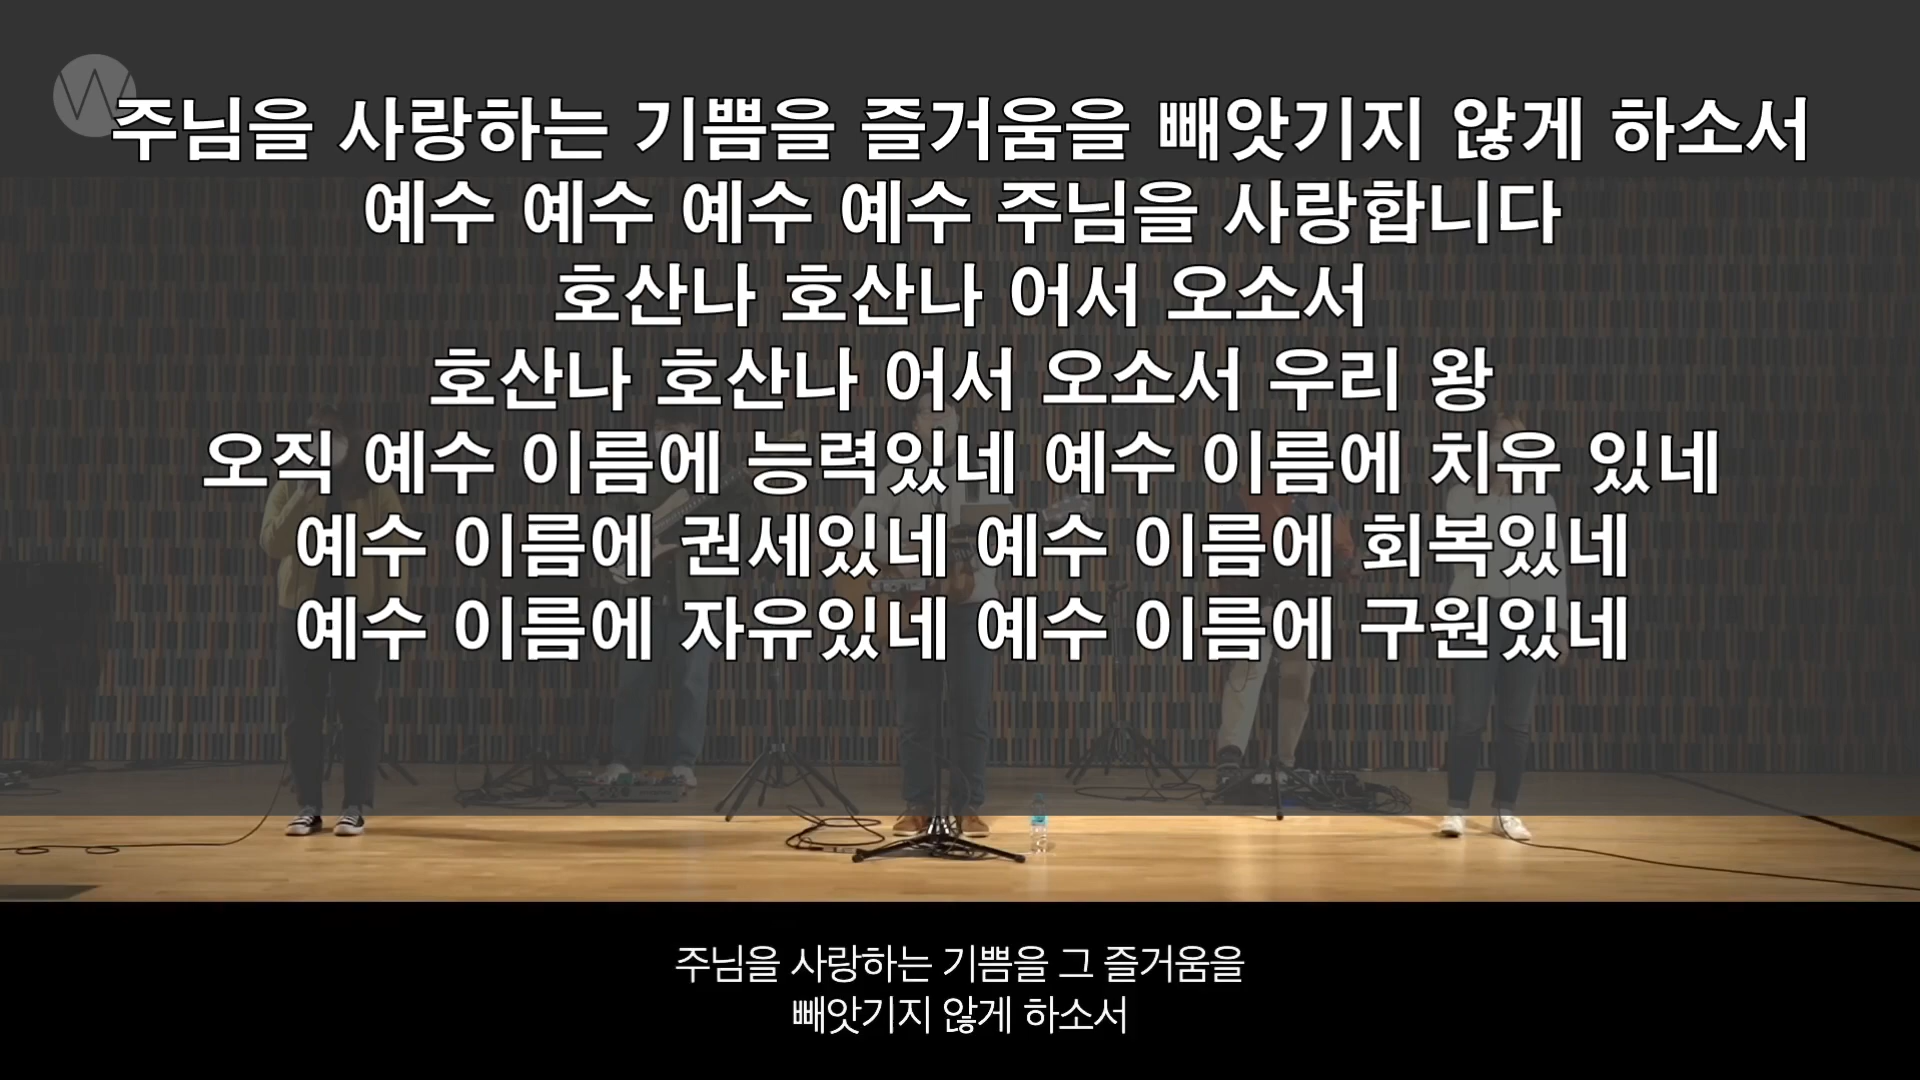 W
주님을 사랑하는 기쁨을 즐거움을 빼앗기지 않게 하소서
예수 예수 예수 예수 주님을 사랑합니다
호산나 호산나 어서 오소서
호산나 호산나 어서 오소서 우리 왕
오직 예수 이름에 능력있네 예수 이름에 치유 있네
예수 이름에 권세있네 예수 이름에 회복있네
예수 이름에 자유있네 예수 이름에 구원있네
주님을 사랑하는 기쁨을 그 즐거움을
빼앗기지 않게 하소서